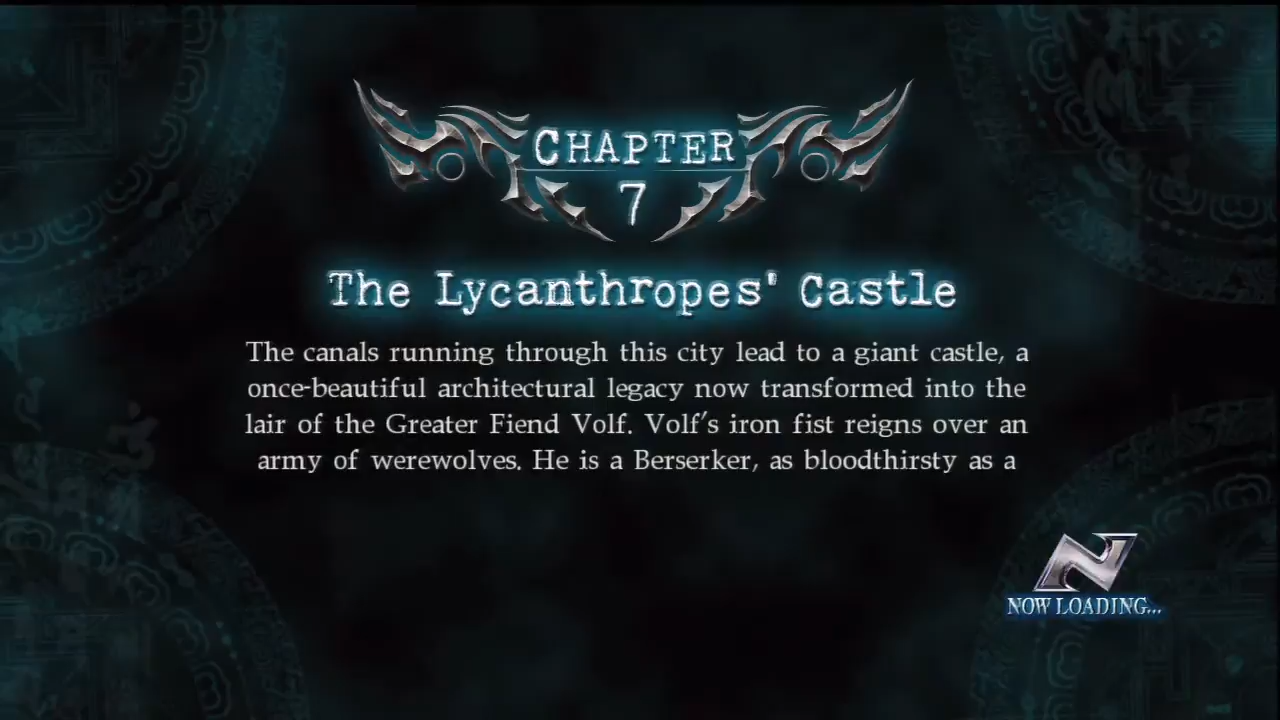 CHAPTER
7
The Lycanthropes' Castle
The canals running through this city lead to a giant castle, a
once-beautiful architectural legacy now transformed into the
lair of the Greater Fiend Volf. Volf's iron fist reigns over an
army of werewolves. He is a Berserker, as bloodthirsty as a
N
NOW LOADING...